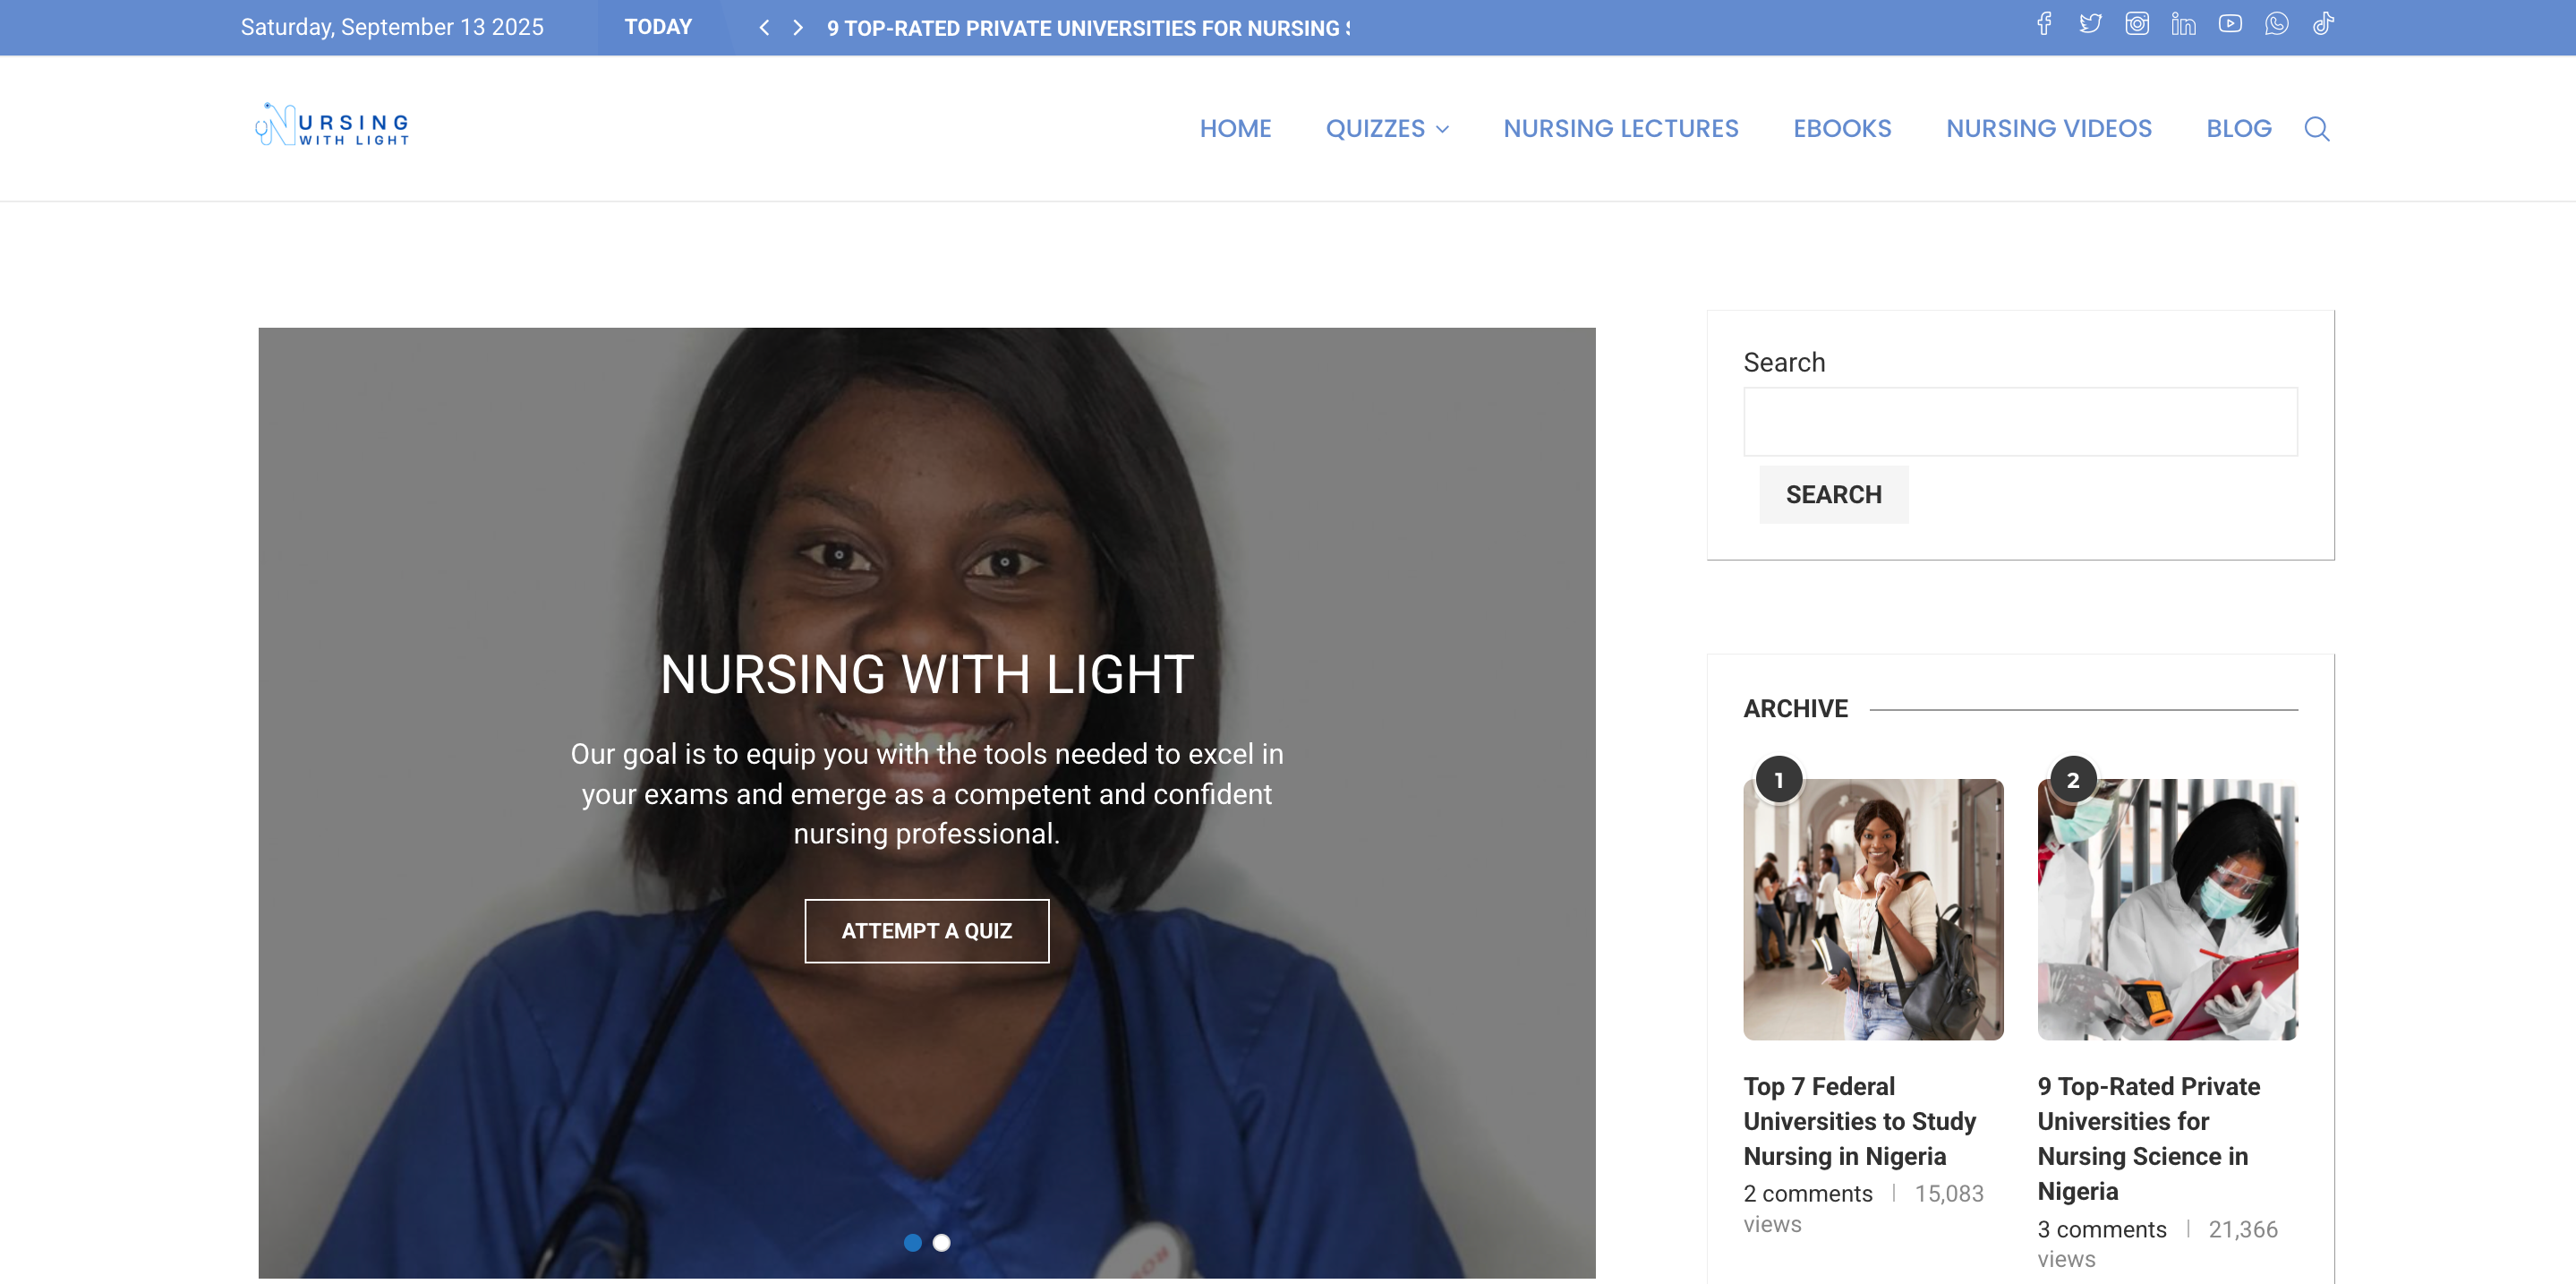 Saturday, September 13 2025
TODAY
9 TOP-RATED PRIVATE UNIVERSITIES FOR NURSING
NURSING
WITH LIGHT
HOME
QUIZZES
NURSING LECTURES
EBOOKS
NURSING VIDEOS
BLOG
NURSING WITH LIGHT
Our goal is to equip you with the tools needed to excel in
your exams and emerge as a competent and confident
nursing professional.
ATTEMPT A QUIZ
Search
SEARCH
ARCHIVE
1
Top 7 Federal
Universities to Study
Nursing in Nigeria
2 comments | 15,083
views
2
9 Top-Rated Private
Universities for
Nursing Science in
Nigeria
3 comments | 21,366
views